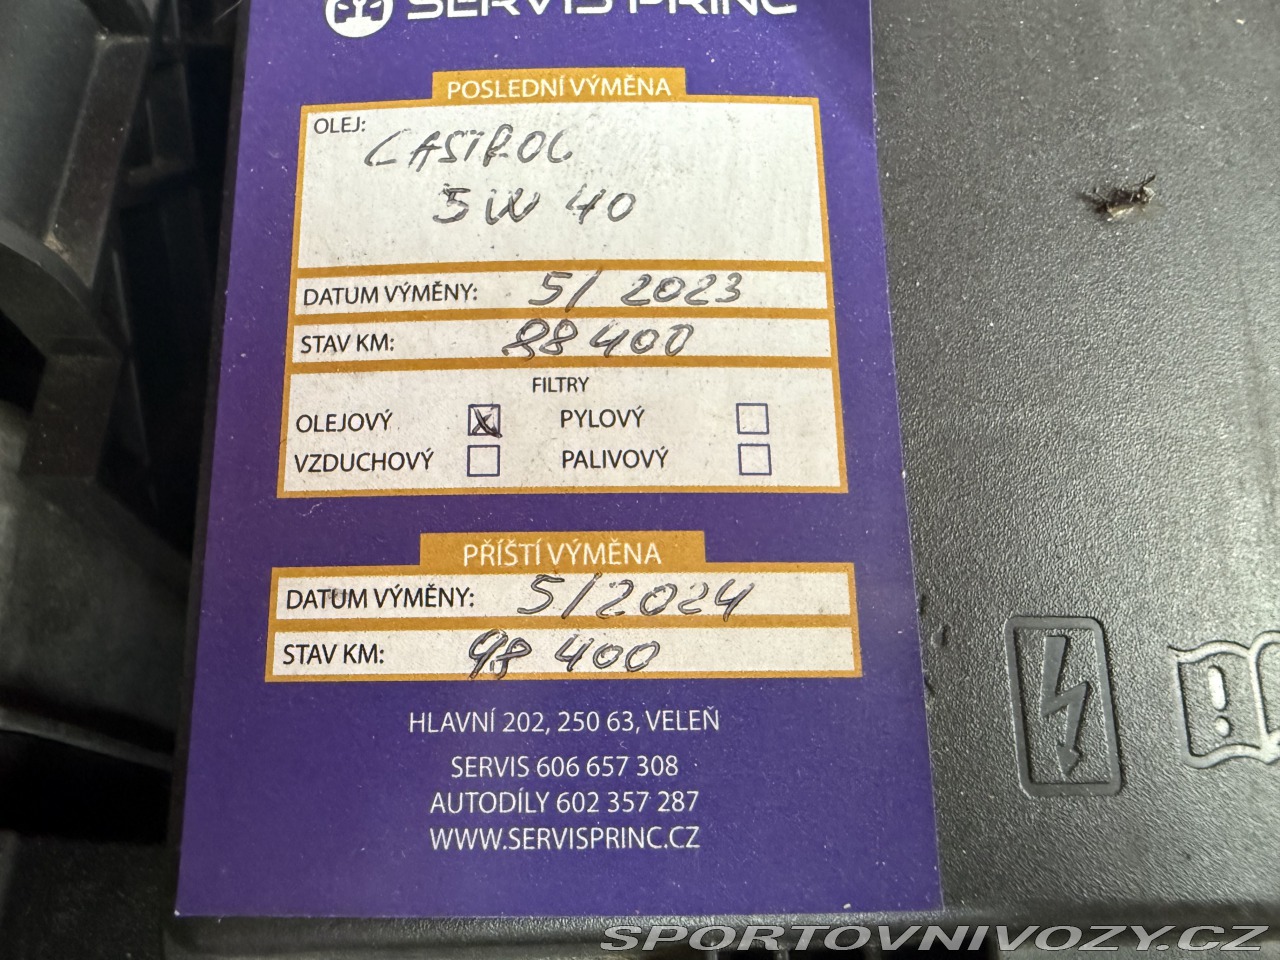 SERVIS PRINC
POSLEDNÍ VÝMĚNA
OLEJ:
CASTROL
5W 40
DATUM VÝMĚNY: 5/2023
STAV KM: 88 400
FILTRY
OLEJOVÝ X PYLOVÝ
VZDUCHOVÝ PALIVOVÝ
PŘÍŠTÍ VÝMĚNA
DATUM VÝMĚNY: 5/2024
STAV KM: 98 400
HLAVNÍ 202, 250 63, VELEŇ
SERVIS 606 657 308
AUTODÍLY 602 357 287
WWW.SERVISPRINC.CZ
SPORTOVNIVOZY.CZ